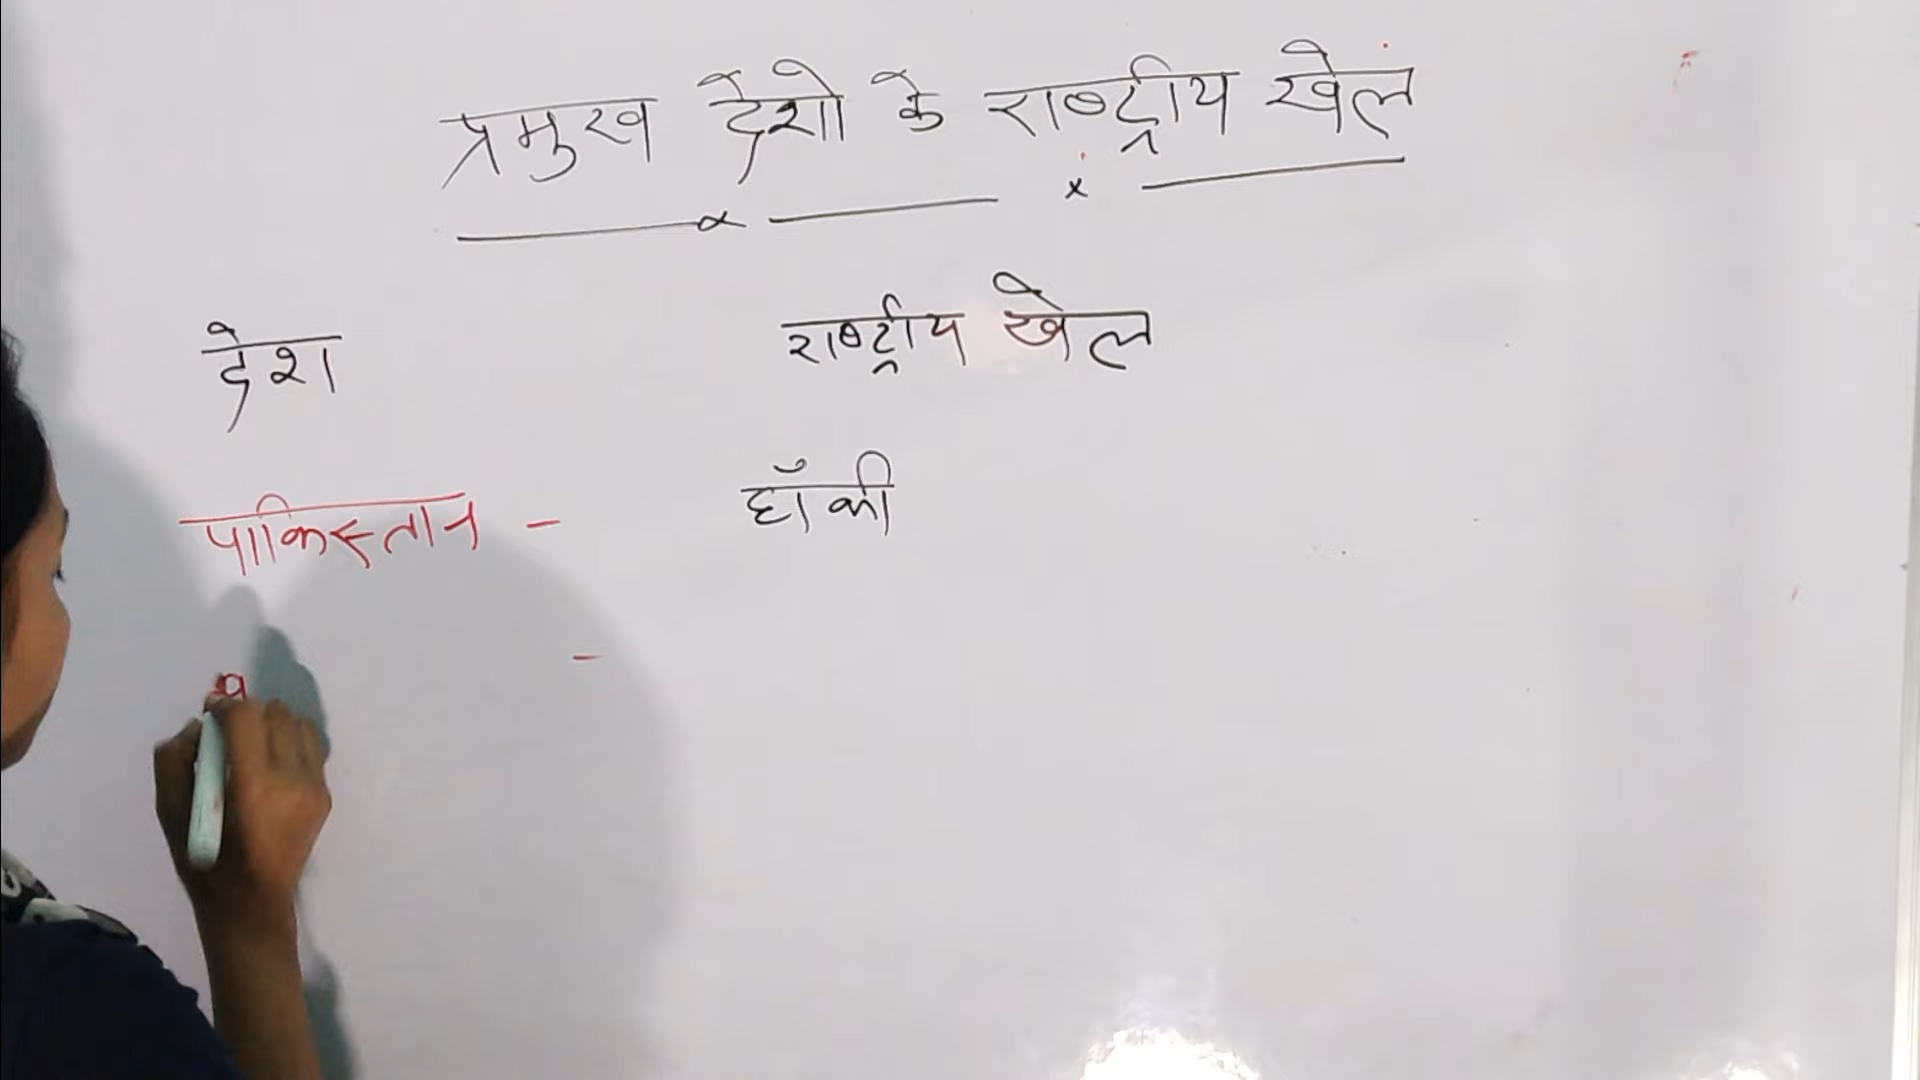 प्रमुख देशो के राष्ट्रीय खेल
देश राष्ट्रीय खेल
पाकिस्तान - हॉकी
-